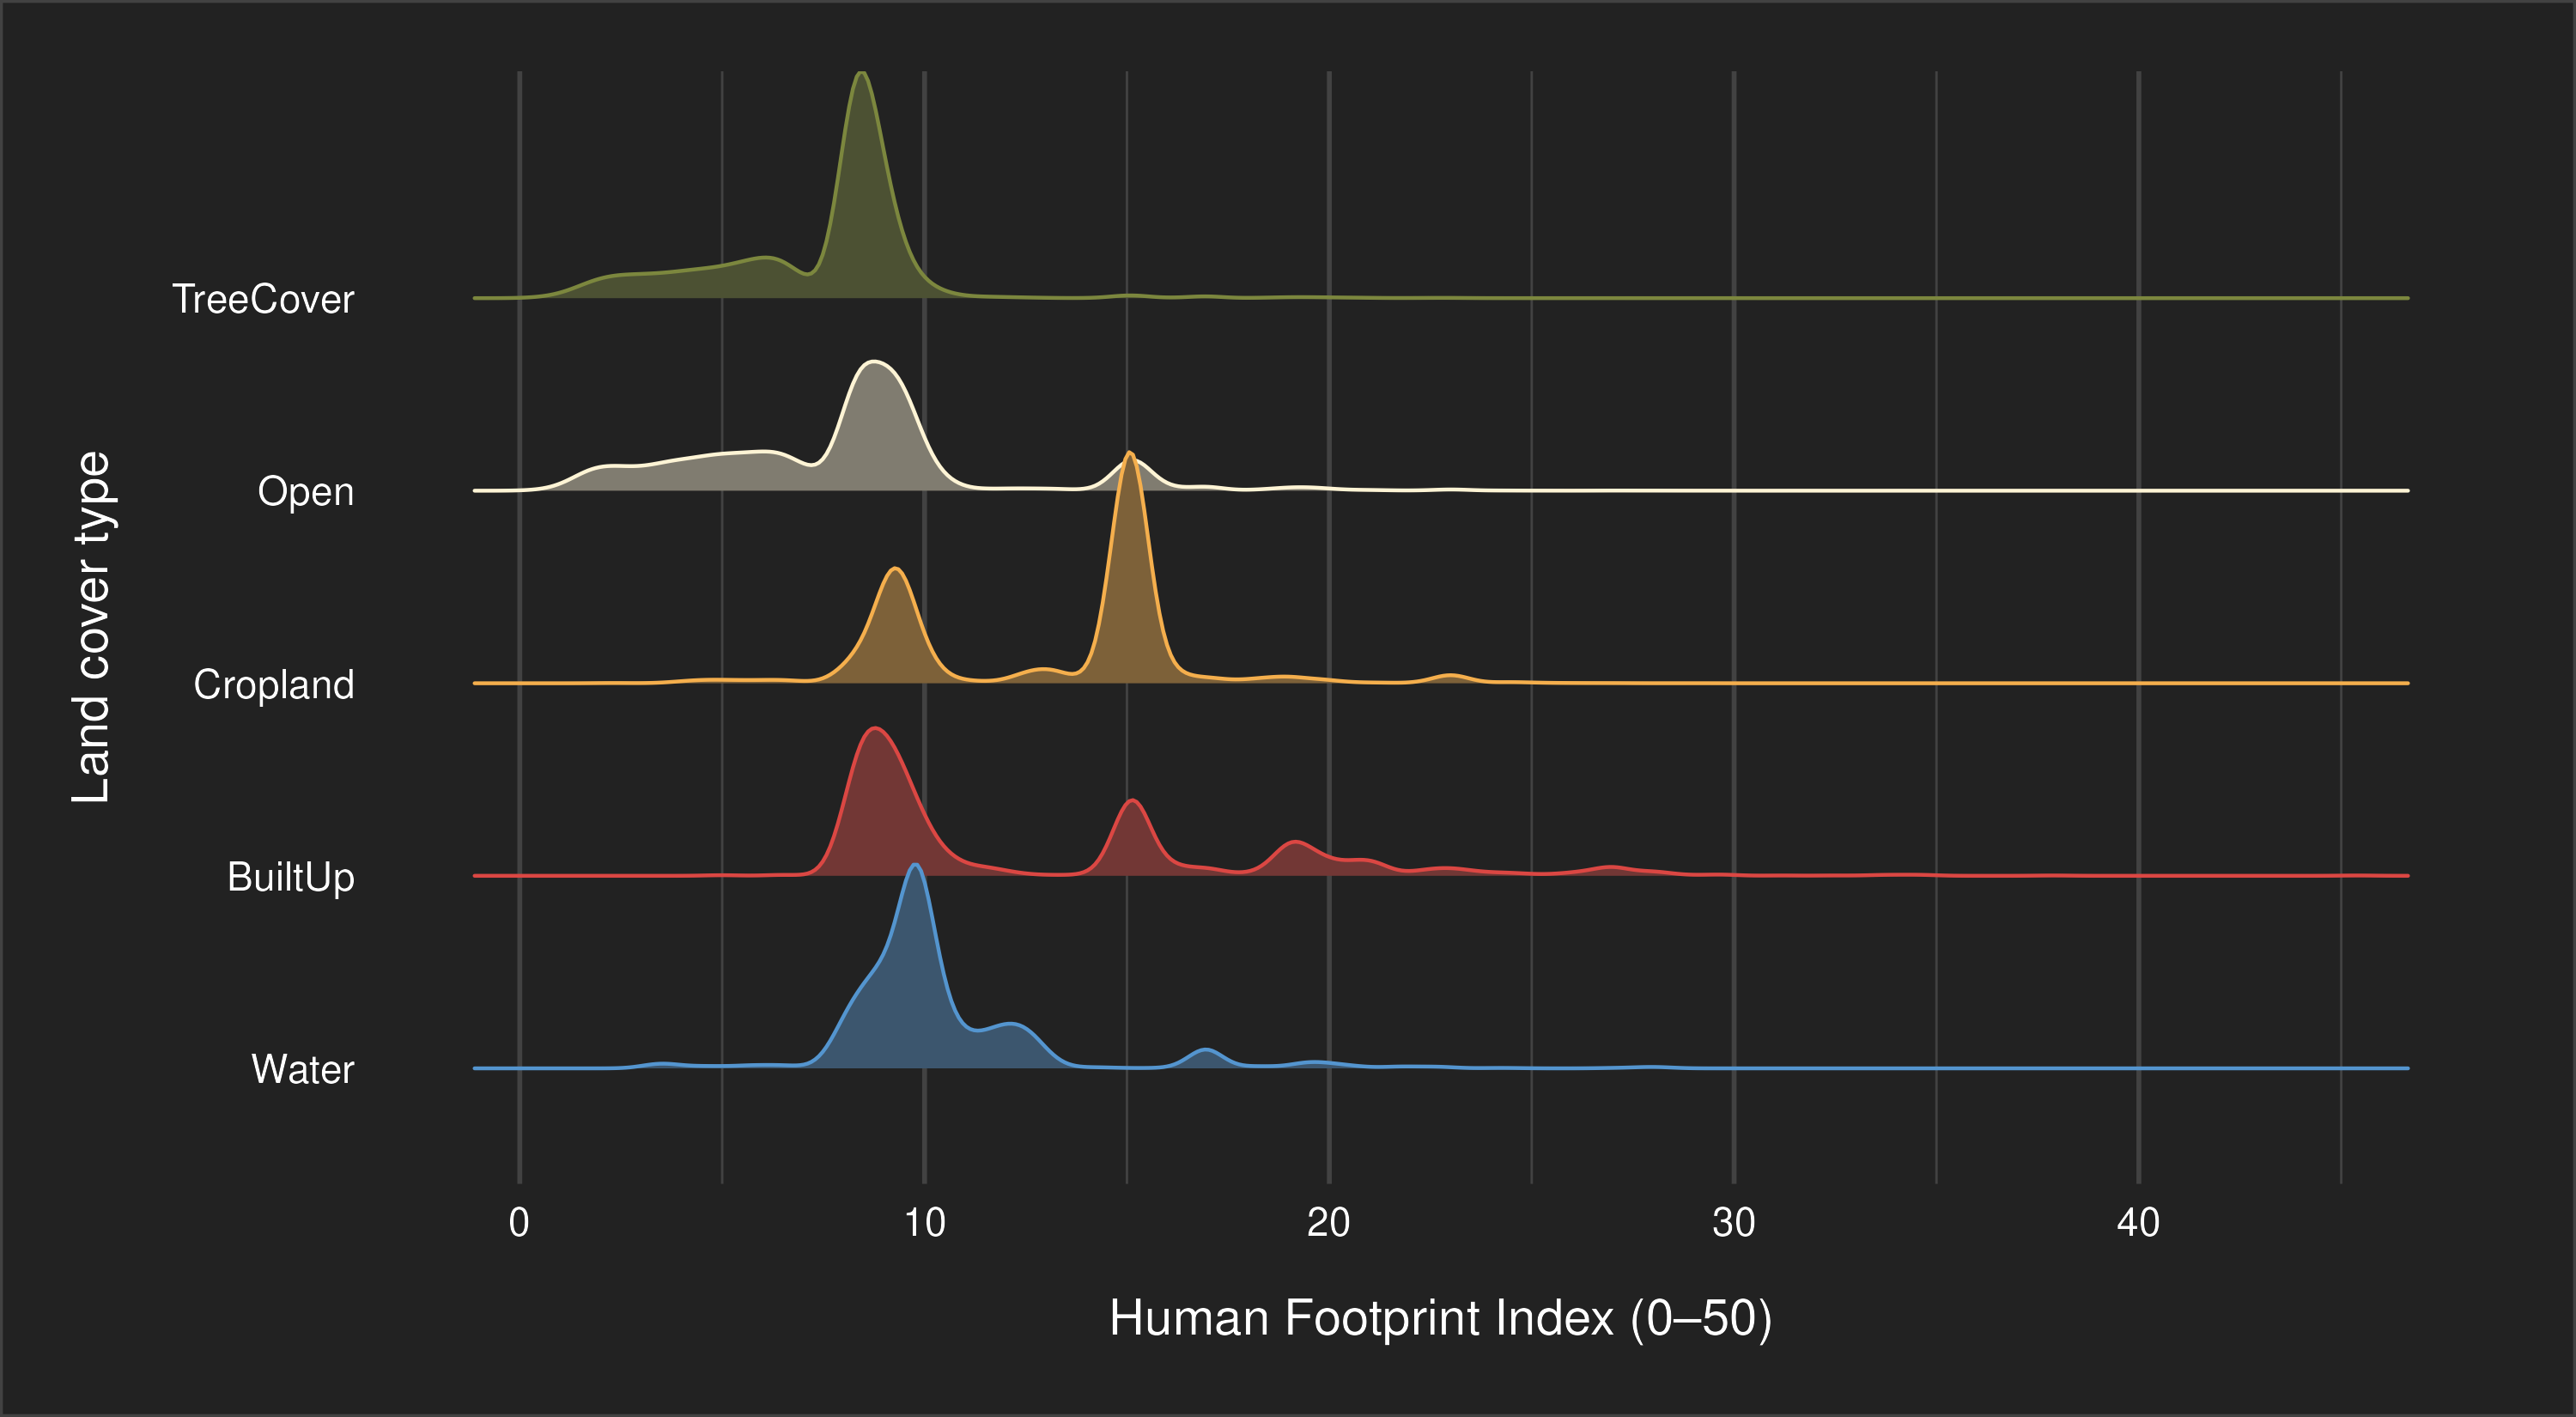 Land cover type
TreeCover
Open
Cropland
BuiltUp
Water
0 10 20 30 40
Human Footprint Index (0–50)